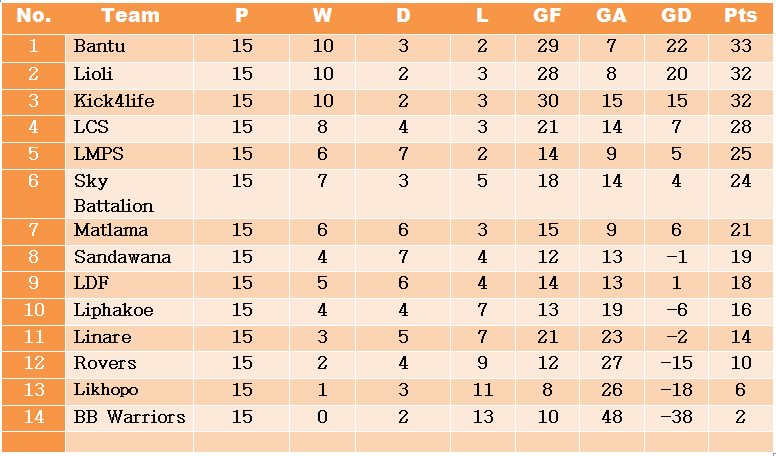 No. Team P W D L GF GA GD Pts
1 Bantu 15 10 3 2 29 7 22 33
2 Lioli 15 10 2 3 28 8 20 32
3 Kick4life 15 10 2 3 30 15 15 32
4 LCS 15 8 4 3 21 14 7 28
5 LMPS 15 6 7 2 14 9 5 25
6 Sky 15 7 3 5 18 14 4 24
Battalion
7 Matlama 15 6 6 3 15 9 6 21
8 Sandawana 15 4 7 4 12 13 -1 19
9 LDF 15 5 6 4 14 13 1 18
10 Liphakoe 15 4 4 7 13 19 -6 16
11 Linare 15 3 5 7 21 23 -2 14
12 Rovers 15 2 4 9 12 27 -15 10
13 Likhopo 15 1 3 11 8 26 -18 6
14 BB Warriors 15 0 2 13 10 48 -38 2